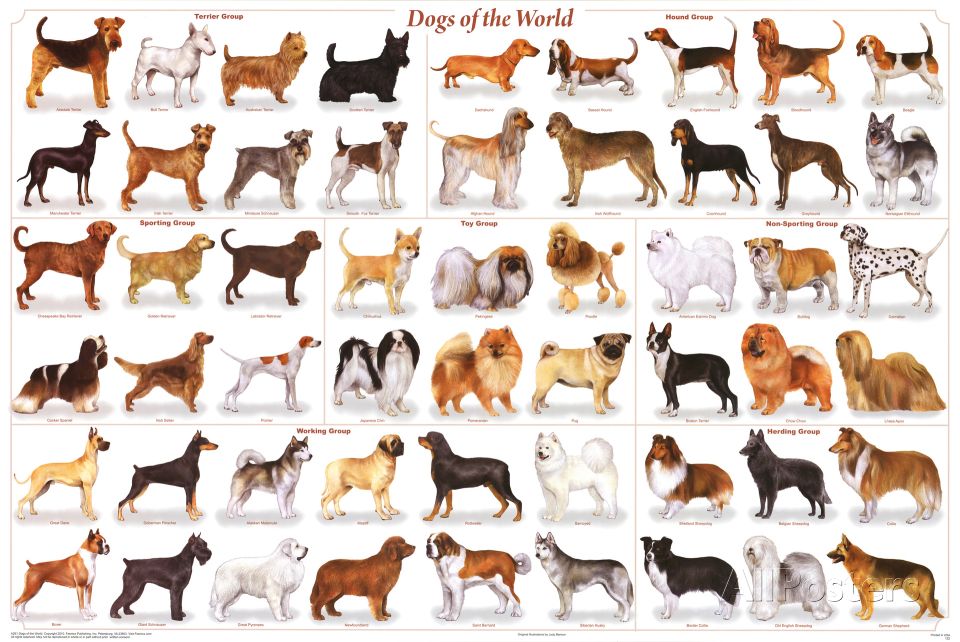 Dogs of the World
Terrier Group
Airedale Terrier
Bull Terrier
Australian Terrier
Scottish Terrier
Manchester Terrier
Irish Terrier
Miniature Schnauzer
Smooth Fox Terrier
Hound Group
Dachshund
Basset Hound
English Foxhound
Bloodhound
Beagle
Afghan Hound
Irish Wolfhound
Coonhound
Greyhound
Norwegian Elkhound
Sporting Group
Chesapeake Bay Retriever
Golden Retriever
Labrador Retriever
Cocker Spaniel
Irish Setter
Pointer
Toy Group
Chihuahua
Pekingese
Poodle
Japanese Chin
Pomeranian
Pug
Non-Sporting Group
American Eskimo Dog
Bulldog
Dalmatian
Boston Terrier
Chow Chow
Lhasa Apso
Working Group
Great Dane
Doberman Pinscher
Alaskan Malamute
Mastiff
Rottweiler
Samoyed
Boxer
Giant Schnauzer
Great Pyrenees
Newfoundland
Saint Bernard
Siberian Husky
Herding Group
Shetland Sheepdog
Belgian Sheepdog
Collie
Border Collie
Old English Sheepdog
German Shepherd
AllPosters
Printed in USA